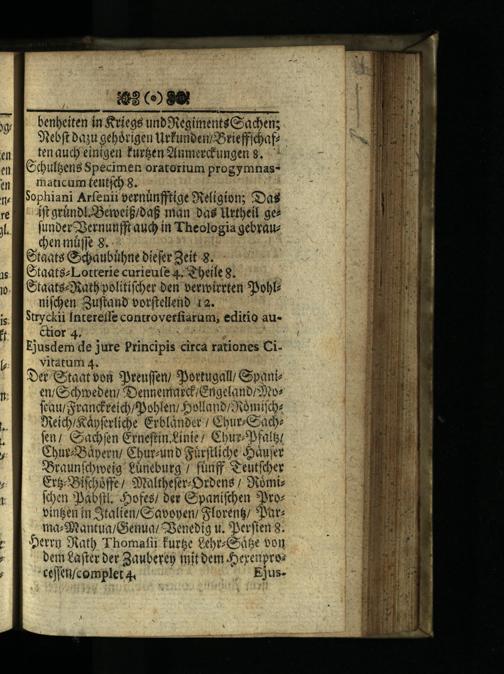 (o)
benheiten in Kriegs und Regiments Sachen;
Nebst dazu gehörigen Urkunden/Brieffschaf-
ten auch einigen kurtzen Anmerckungen 8.
Schultzens Specimen oratorium progymnas-
maticum teutsch 8.
Sophiani Arsenii vernünfftige Religion; Das
ist gründl. Beweiß/daß man das Urtheil ge-
sunder Vernunfft auch in Theologia gebrau-
chen müsse 8.
Staats Schaubühne dieser Zeit 8.
Staats-Lotterie curieuse 4. Theile 8.
Staats-Rath politischer den verwirrten Pohl-
nischen Zustand vorstellend 12.
Stryckii Interesse controversiarum, editio au-
ctior 4.
Ejusdem de jure Principis circa rationes Ci-
vitatum 4.
Der Staat von Preussen/ Portugall/ Spani-
en/Schweden/ Dennemarck/Engeland/Mo-
scau/Franckreich/Pohlen/Holland/Römisch-
Reich/Käyserliche Erbländer / Chur-Sach-
sen / Sachsen Ernestin.Linie/ Chur-Pfaltz/
Chur-Bäyern/ Chur-und Fürstliche Häuser
Braunschweig Lüneburg / fünff Teutscher
Ertz-Bischöffe/ Maltheser-Ordens / Römi-
schen Päbstl. Hofes/ der Spanischen Pro-
vintzen in Italien/Savoyen/ Florentz/ Par-
ma-Mantua/Genua/ Venedig u. Persien 8.
Herrn Rath Thomasii kurtze Lehr-Sätze von
dem Laster der Zauberey mit dem Hexenpro-
cessen/complet 4.
Ejus-